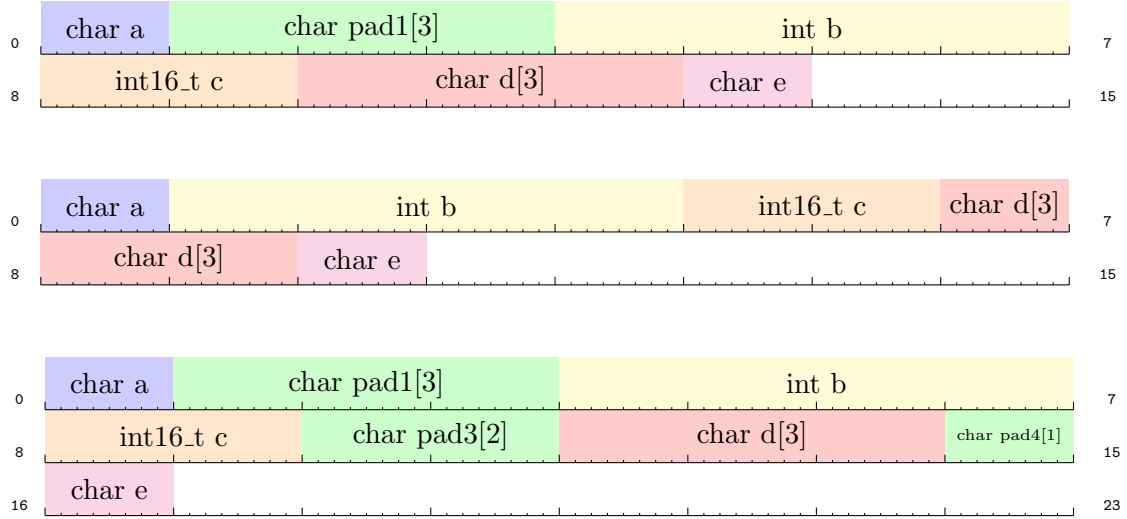 char a char pad1[3] int b
0 7
int16_t c char d[3] char e
8 15
char a int b int16_t c char d[3]
0 7
char d[3] char e
8 15
char a char pad1[3] int b
0 7
int16_t c char pad3[2] char d[3] char pad4[1]
8 15
char e
16 23